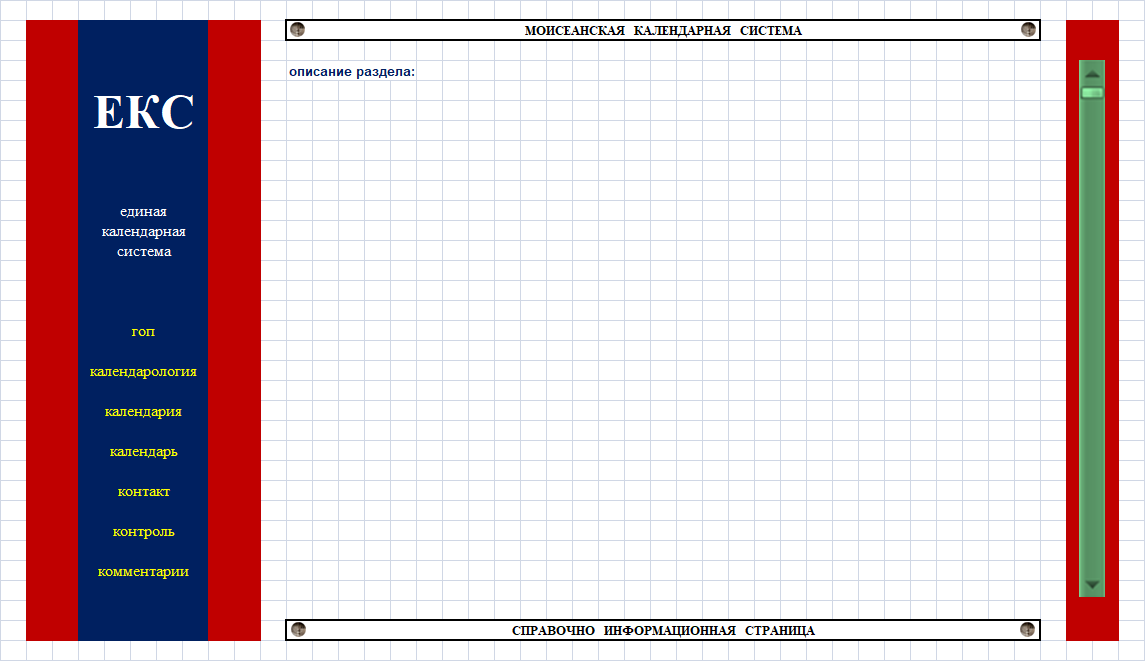 ЕКС
единая
календарная
система
гоп
календарология
календария
календарь
контакт
контроль
комментарии
МОИСЕАНСКАЯ КАЛЕНДАРНАЯ СИСТЕМА
описание раздела:
СПРАВОЧНО ИНФОРМАЦИОННАЯ СТРАНИЦА